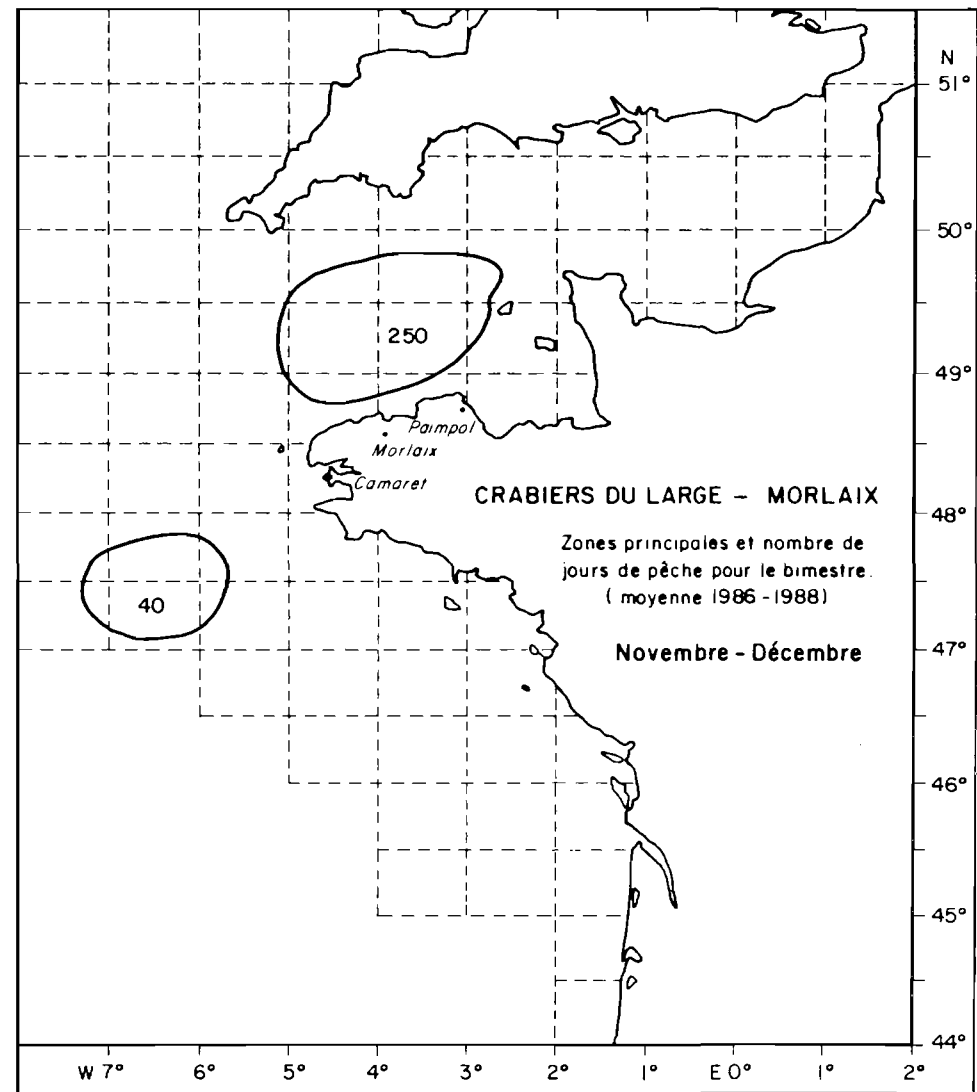 N
51°
50°
250
49°
Paimpol
Morlaix
Camaret
CRABIERS DU LARGE - MORLAIX
48°
Zones principales et nombre de
jours de pêche pour le bimestre.
( moyenne 1986 - 1988)
40
Novembre - Décembre
47°
46°
45°
44°
W 7° 6° 5° 4° 3° 2° 1° E 0° 1° 2°